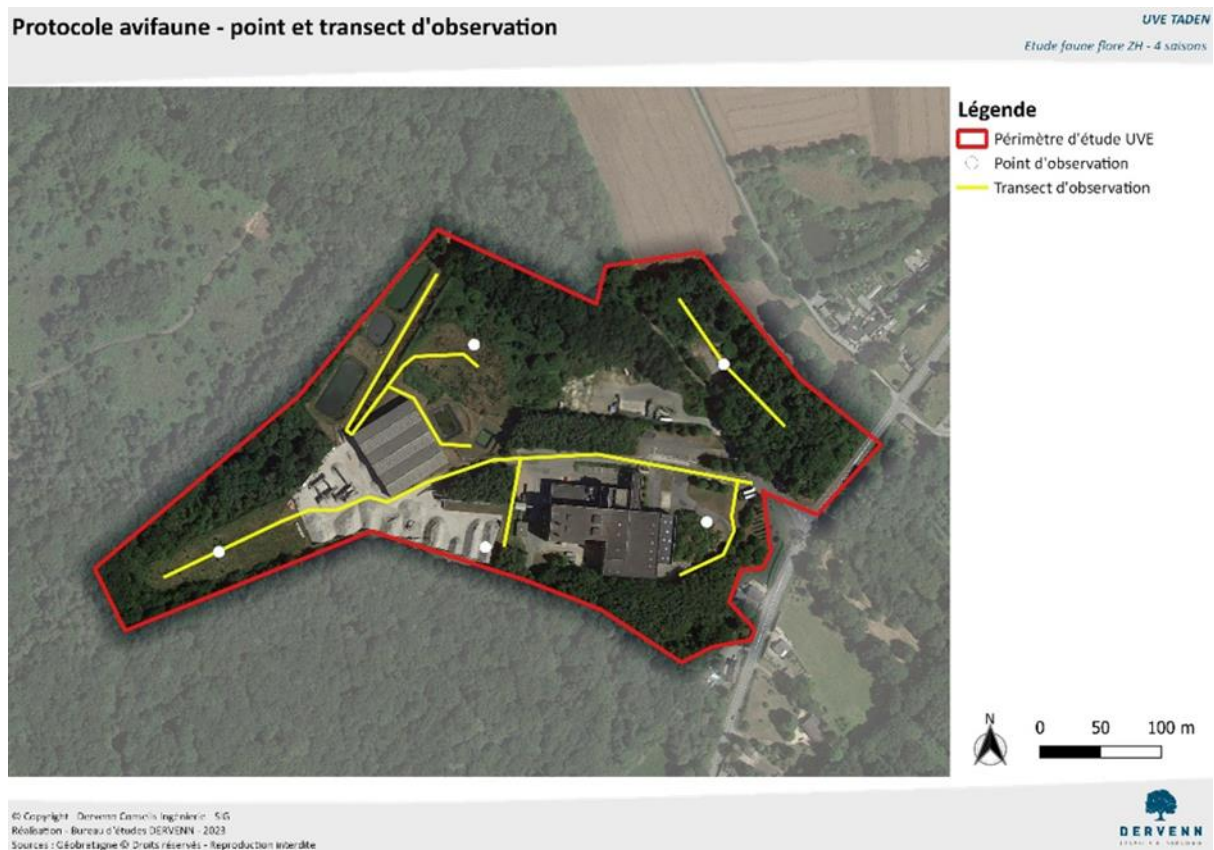 Protocole avifaune - point et transect d'observation
UVE TADEN
Etude faune flore ZH - 4 saisons
Légende
Périmètre d'étude UVE
Point d'observation
Transect d'observation
N
0 50 100 m
© Copyright Dervenn Conseils Ingénierie SIG
Réalisation - Bureau d'études DERVENN - 2023
Sources : Géobretagne © Droits réservés - Reproduction interdite
DERVENN